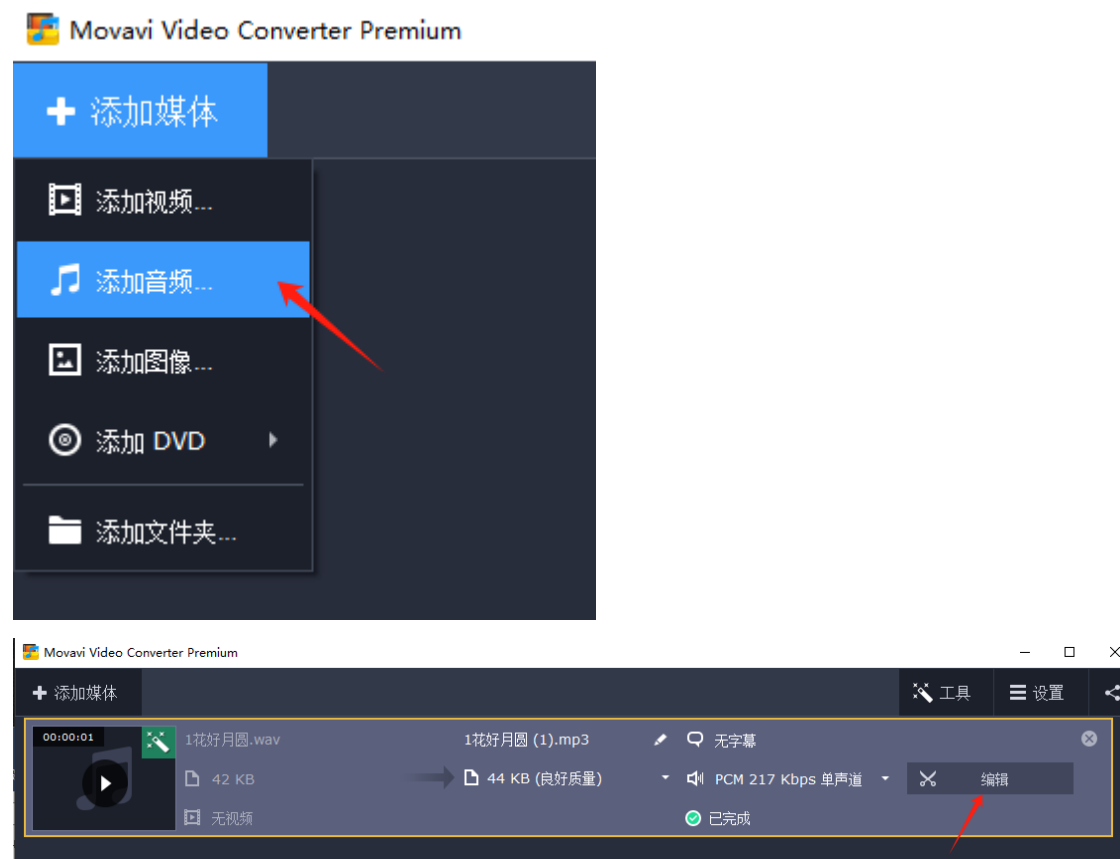 Movavi Video Converter Premium
添加媒体
添加视频...
添加音频...
添加图像...
添加 DVD
添加文件夹...
Movavi Video Converter Premium
添加媒体
工具
设置
00:00:01
1花好月圆.wav
1花好月圆 (1).mp3
无字幕
42 KB
44 KB (良好质量)
PCM 217 Kbps 单声道
编辑
无视频
已完成